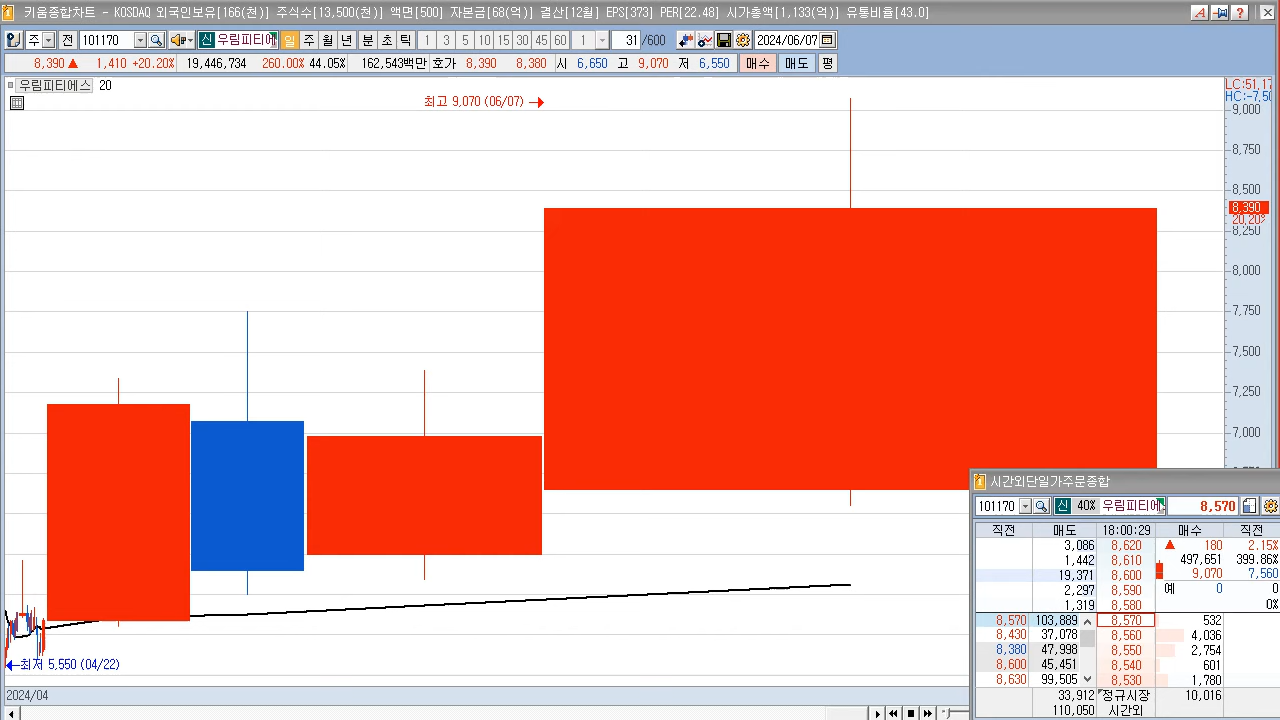 키움종합차트 - KOSDAQ 외국인보유[166(천)] 주식수[13,500(천)] 액면[500] 자본금[68(억)] 결산[12월] EPS[373] PER[22.48] 시가총액[1,133(억)] 유통비율[43.0]
주 전 101170 신 우림피티에 일 주 월 년 분 초 틱 1 3 5 10 15 30 45 60 1 31 /600 2024/06/07
8,390 ▲ 1,410 +20.20% 19,446,734 260.00% 44.05% 162,543백만 호가 8,390 8,380 시 6,650 고 9,070 저 6,550 매수 매도 평
우림피티에스 20
LC:51,17
HC:-7,50
최고 9,070 (06/07) →
9,000
8,750
8,500
8,390
20,20%
8,250
8,000
7,750
7,500
7,250
7,000
←최저 5,550 (04/22)
2024/04
시간외단일가주문종합
101170 신 40% 우림피티에 8,570
직전 매도 18:00:29 매수 직전
3,086 8,620 ▲ 180 2.15%
1,442 8,610 497,651 399.86%
19,371 8,600 9,070 7,560
2,297 8,590 예 0 0
1,319 8,580 0%
8,570 103,889 8,570 532
8,430 37,078 8,560 4,036
8,380 47,998 8,550 2,754
8,600 45,451 8,540 601
8,630 99,505 8,530 1,780
33,912 정규시장 10,016
110,050 시간외